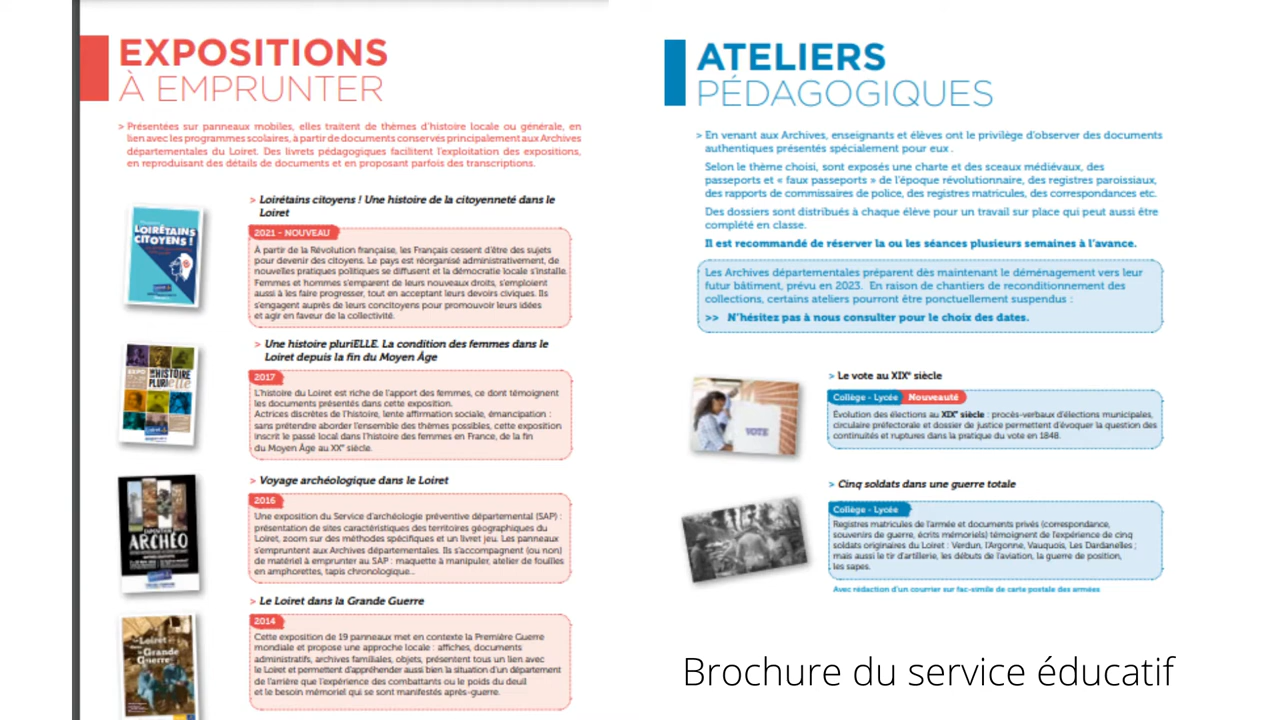 EXPOSITIONS
À EMPRUNTER
> Présentées sur panneaux mobiles, elles traitent de thèmes d'histoire locale ou générale, en
lien avec les programmes scolaires, à partir de documents conservés principalement aux Archives
départementales du Loiret. Des livrets pédagogiques facilitent l'exploitation des expositions,
en reproduisant des détails de documents et en proposant parfois des transcriptions.
> Loirétains citoyens ! Une histoire de la citoyenneté dans le
Loiret
LOIRÉTAINS
CITOYENS !
2021 - NOUVEAU
À partir de la Révolution française, les Français cessent d'être des sujets
pour devenir des citoyens. Le pays est réorganisé administrativement, de
nouvelles pratiques politiques se diffusent et la démocratie locale s'installe.
Femmes et hommes s'emparent de leurs nouveaux droits, s'emploient
aussi à les faire progresser, tout en acceptant leurs devoirs civiques. Ils
s'engagent auprès de leurs concitoyens pour promouvoir leurs idées
et agir en faveur de la collectivité.
> Une histoire pluriELLE. La condition des femmes dans le
Loiret depuis la fin du Moyen Âge
EXPO
HISTOIRE
PLURIelle
2017
L'histoire du Loiret est riche de l'apport des femmes, ce dont témoignent
les documents présentés dans cette exposition.
Actrices discrètes de l'histoire, lente affirmation sociale, émancipation :
sans prétendre aborder l'ensemble des thèmes possibles, cette exposition
inscrit le passé local dans l'histoire des femmes en France, de la fin
du Moyen Âge au XXe siècle.
> Voyage archéologique dans le Loiret
ARCHÉO
2016
Une exposition du Service d'archéologie préventive départemental (SAP) :
présentation de sites caractéristiques des territoires géographiques du
Loiret, zoom sur des méthodes spécifiques et un livret jeu. Les panneaux
s'empruntent aux Archives départementales. Ils s'accompagnent (ou non)
de matériel à emprunter au SAP : maquette à manipuler, atelier de fouilles
en amphorettes, tapis chronologique...
> Le Loiret dans la Grande Guerre
Le Loiret
dans la
Grande
Guerre
2014
Cette exposition de 19 panneaux met en contexte la Première Guerre
mondiale et propose une approche locale : affiches, documents
administratifs, archives familiales, objets, présentent tous un lien avec
le Loiret et permettent d'appréhender aussi bien la situation d'un département
de l'arrière que l'expérience des combattants ou le poids du deuil
et le besoin mémoriel qui se sont manifestés après-guerre.
ATELIERS
PÉDAGOGIQUES
> En venant aux Archives, enseignants et élèves ont le privilège d'observer des documents
authentiques présentés spécialement pour eux .
Selon le thème choisi, sont exposés une charte et des sceaux médiévaux, des
passeports et « faux passeports » de l'époque révolutionnaire, des registres paroissiaux,
des rapports de commissaires de police, des registres matricules, des correspondances etc.
Des dossiers sont distribués à chaque élève pour un travail sur place qui peut aussi être
complété en classe.
Il est recommandé de réserver la ou les séances plusieurs semaines à l'avance.
Les Archives départementales préparent dès maintenant le déménagement vers leur
futur bâtiment, prévu en 2023. En raison de chantiers de reconditionnement des
collections, certains ateliers pourront être ponctuellement suspendus :
>> N'hésitez pas à nous consulter pour le choix des dates.
> Le vote au XIXe siècle
VOTE
Collège - Lycée Nouveauté
Évolution des élections au XIXe siècle : procès-verbaux d'élections municipales,
circulaire préfectorale et dossier de justice permettent d'évoquer la question des
continuités et ruptures dans la pratique du vote en 1848.
> Cinq soldats dans une guerre totale
Collège - Lycée
Registres matricules de l'armée et documents privés (correspondance,
souvenirs de guerre, écrits mémoriels) témoignent de l'expérience de cinq
soldats originaires du Loiret : Verdun, l'Argonne, Vauquois, Les Dardanelles ;
mais aussi le tir d'artillerie, les débuts de l'aviation, la guerre de position,
les sapes.
Avec rédaction d'un courrier sur fac-similé de carte postale des armées
Brochure du service éducatif